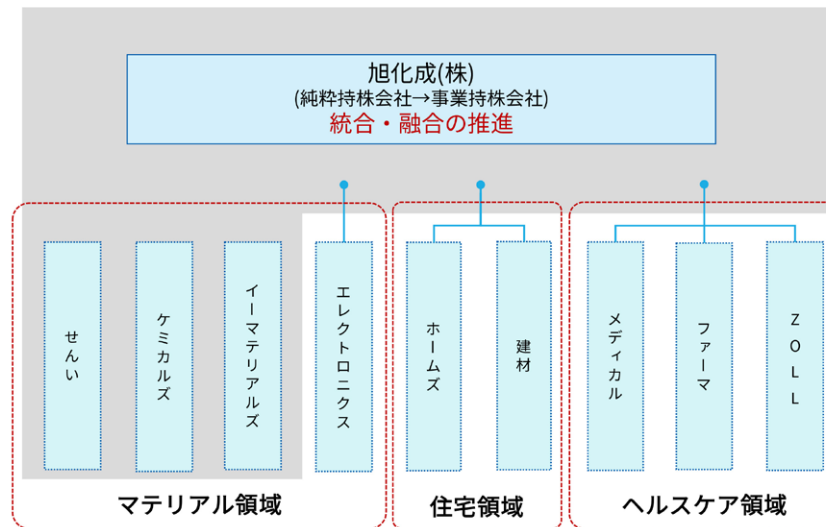 旭化成(株)
(純粋持株会社→事業持株会社)
統合・融合の推進
せんい
ケミカルズ
イーマテリアルズ
エレクトロニクス
ホームズ
建材
メディカル
ファーマ
ZOLL
マテリアル領域
住宅領域
ヘルスケア領域